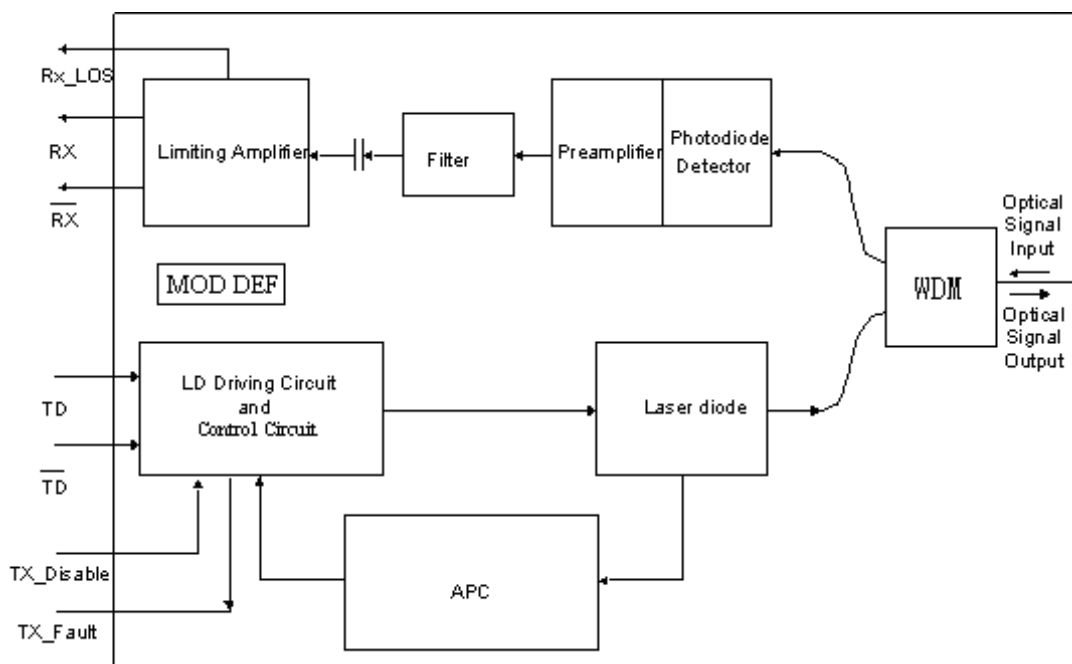 Rx_LOS
RX
RX
Limiting Amplifier
Filter
Preamplifier
Photodiode
Detector
Optical
Signal
Input
WDM
Optical
Signal
Output
MOD DEF
LD Driving Circuit
and
Control Circuit
Laser diode
TD
TD
APC
TX_Disable
TX_Fault